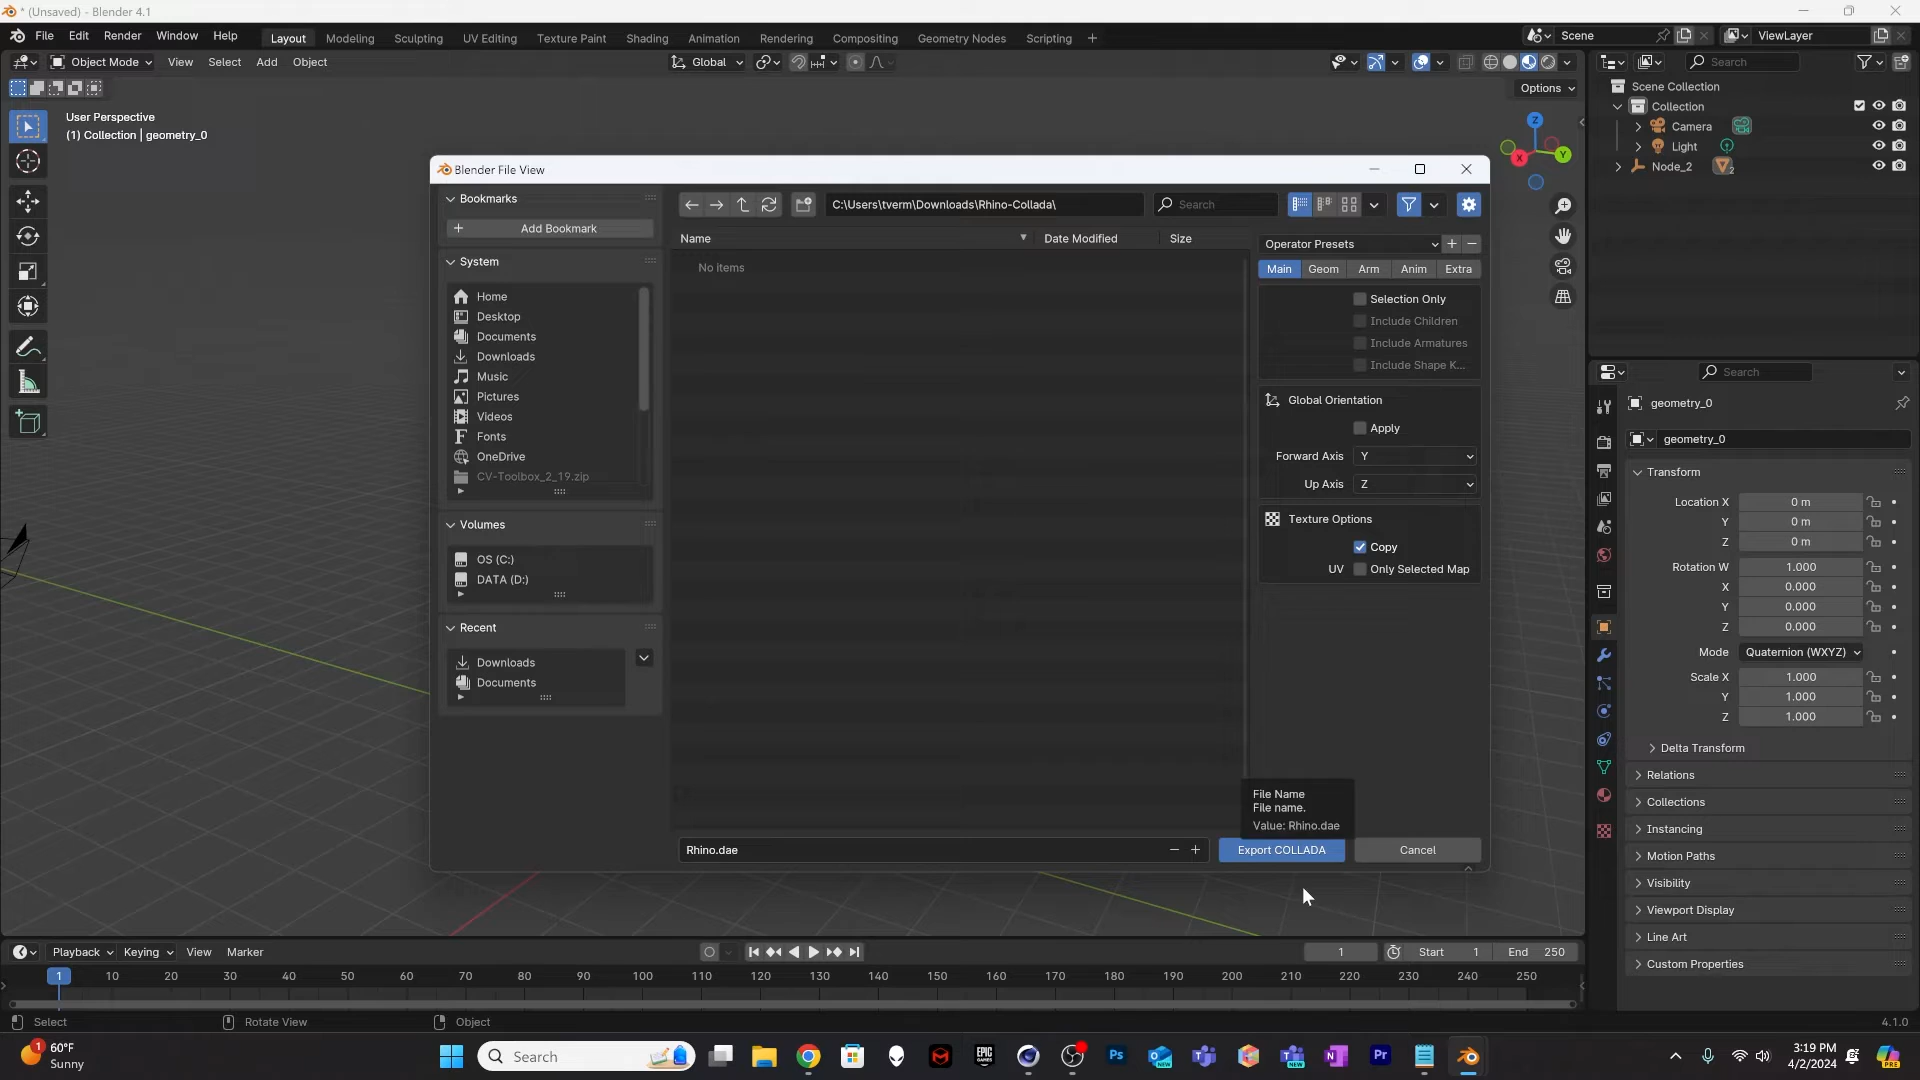 * (Unsaved) - Blender 4.1
File Edit Render Window Help
Layout Modeling Sculpting UV Editing Texture Paint Shading Animation Rendering Compositing Geometry Nodes Scripting +
Scene
ViewLayer
Object Mode View Select Add Object
Global
Search
Options
User Perspective
(1) Collection | geometry_0
Z
X
Y
Scene Collection
Collection
Camera
Light
Node_2
2
Blender File View
Bookmarks
Add Bookmark
System
Home
Desktop
Documents
Downloads
Music
Pictures
Videos
Fonts
OneDrive
CV-Toolbox_2_19.zip
Volumes
OS (C:)
DATA (D:)
Recent
Downloads
Documents
C:\Users\tverm\Downloads\Rhino-Collada\
Search
Name Date Modified Size
No items
Operator Presets
Main Geom Arm Anim Extra
Selection Only
Include Children
Include Armatures
Include Shape K...
Global Orientation
Apply
Forward Axis Y
Up Axis Z
Texture Options
Copy
UV Only Selected Map
File Name
File name.
Value: Rhino.dae
Rhino.dae
Export COLLADA
Cancel
Search
geometry_0
geometry_0
Transform
Location X 0 m
Y 0 m
Z 0 m
Rotation W 1.000
X 0.000
Y 0.000
Z 0.000
Mode Quaternion (WXYZ)
Scale X 1.000
Y 1.000
Z 1.000
Delta Transform
Relations
Collections
Instancing
Motion Paths
Visibility
Viewport Display
Line Art
Custom Properties
Playback Keying View Marker
1 Start 1 End 250
1 10 20 30 40 50 60 70 80 90 100 110 120 130 140 150 160 170 180 190 200 210 220 230 240 250
Select Rotate View Object 4.1.0
1
60°F
Sunny
Search
EPIC GAMES
Ps
NEW
NEW
Pr
3:19 PM
4/2/2024
PRE